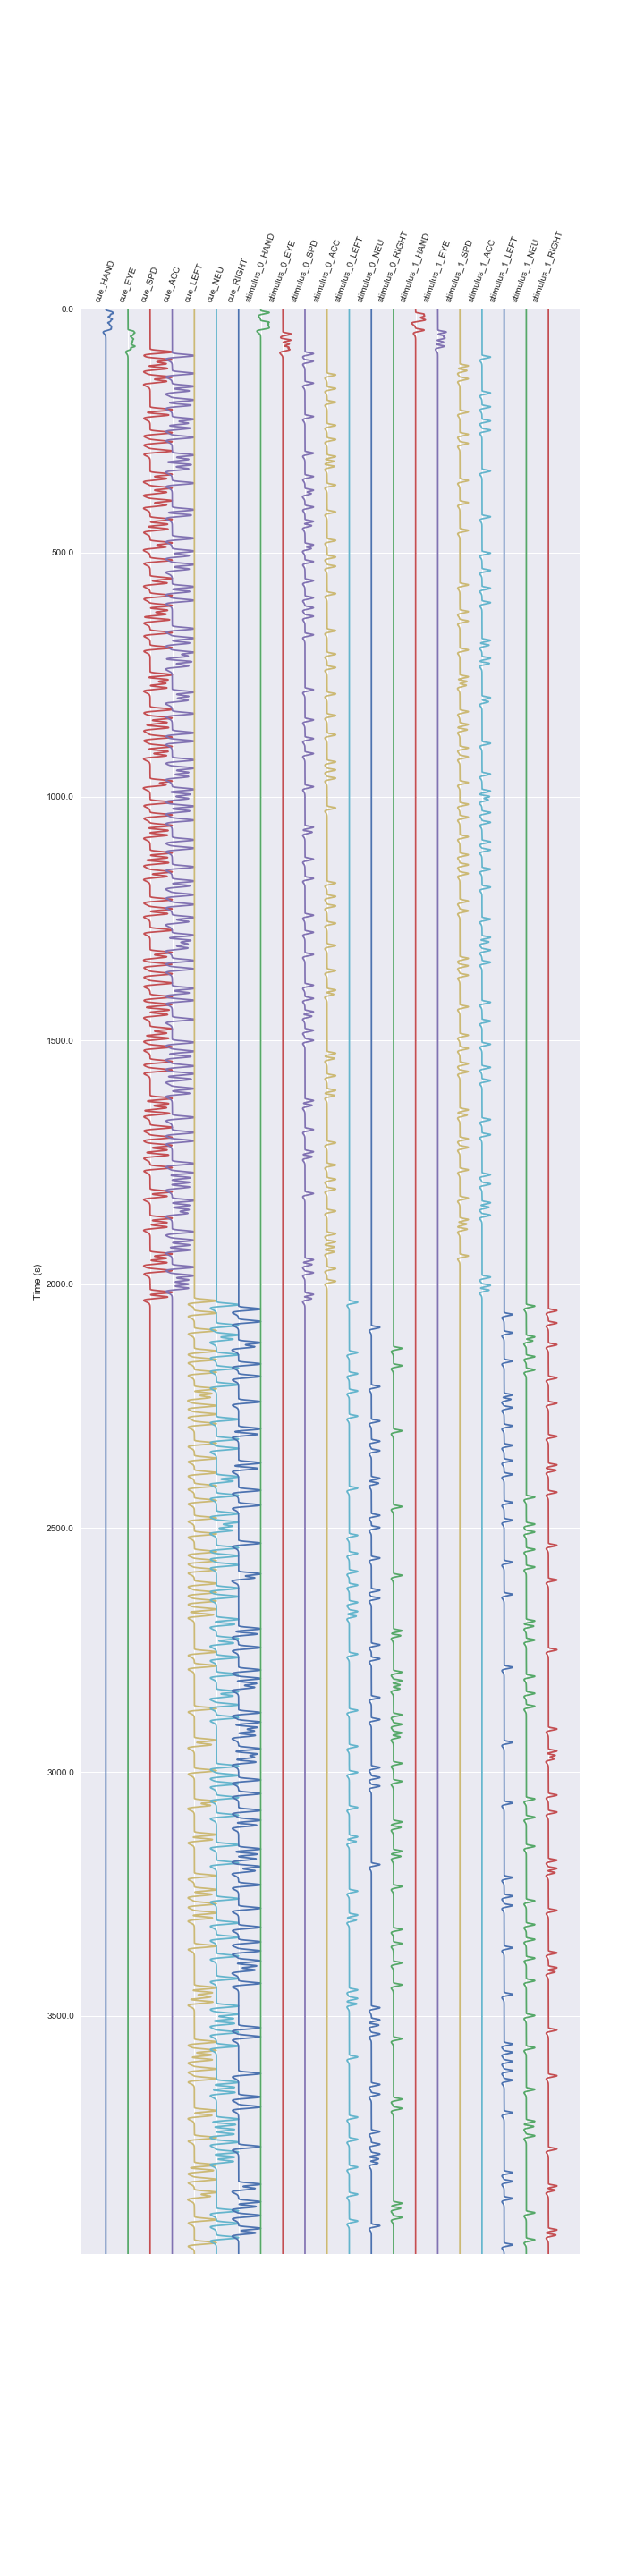 cue_HAND
cue_EYE
cue_SPD
cue_ACC
cue_LEFT
cue_NEU
cue_RIGHT
stimulus_0_HAND
stimulus_0_EYE
stimulus_0_SPD
stimulus_0_ACC
stimulus_0_LEFT
stimulus_0_NEU
stimulus_0_RIGHT
stimulus_1_HAND
stimulus_1_EYE
stimulus_1_SPD
stimulus_1_ACC
stimulus_1_LEFT
stimulus_1_NEU
stimulus_1_RIGHT
0.0
500.0
1000.0
1500.0
Time (s)
2000.0
2500.0
3000.0
3500.0